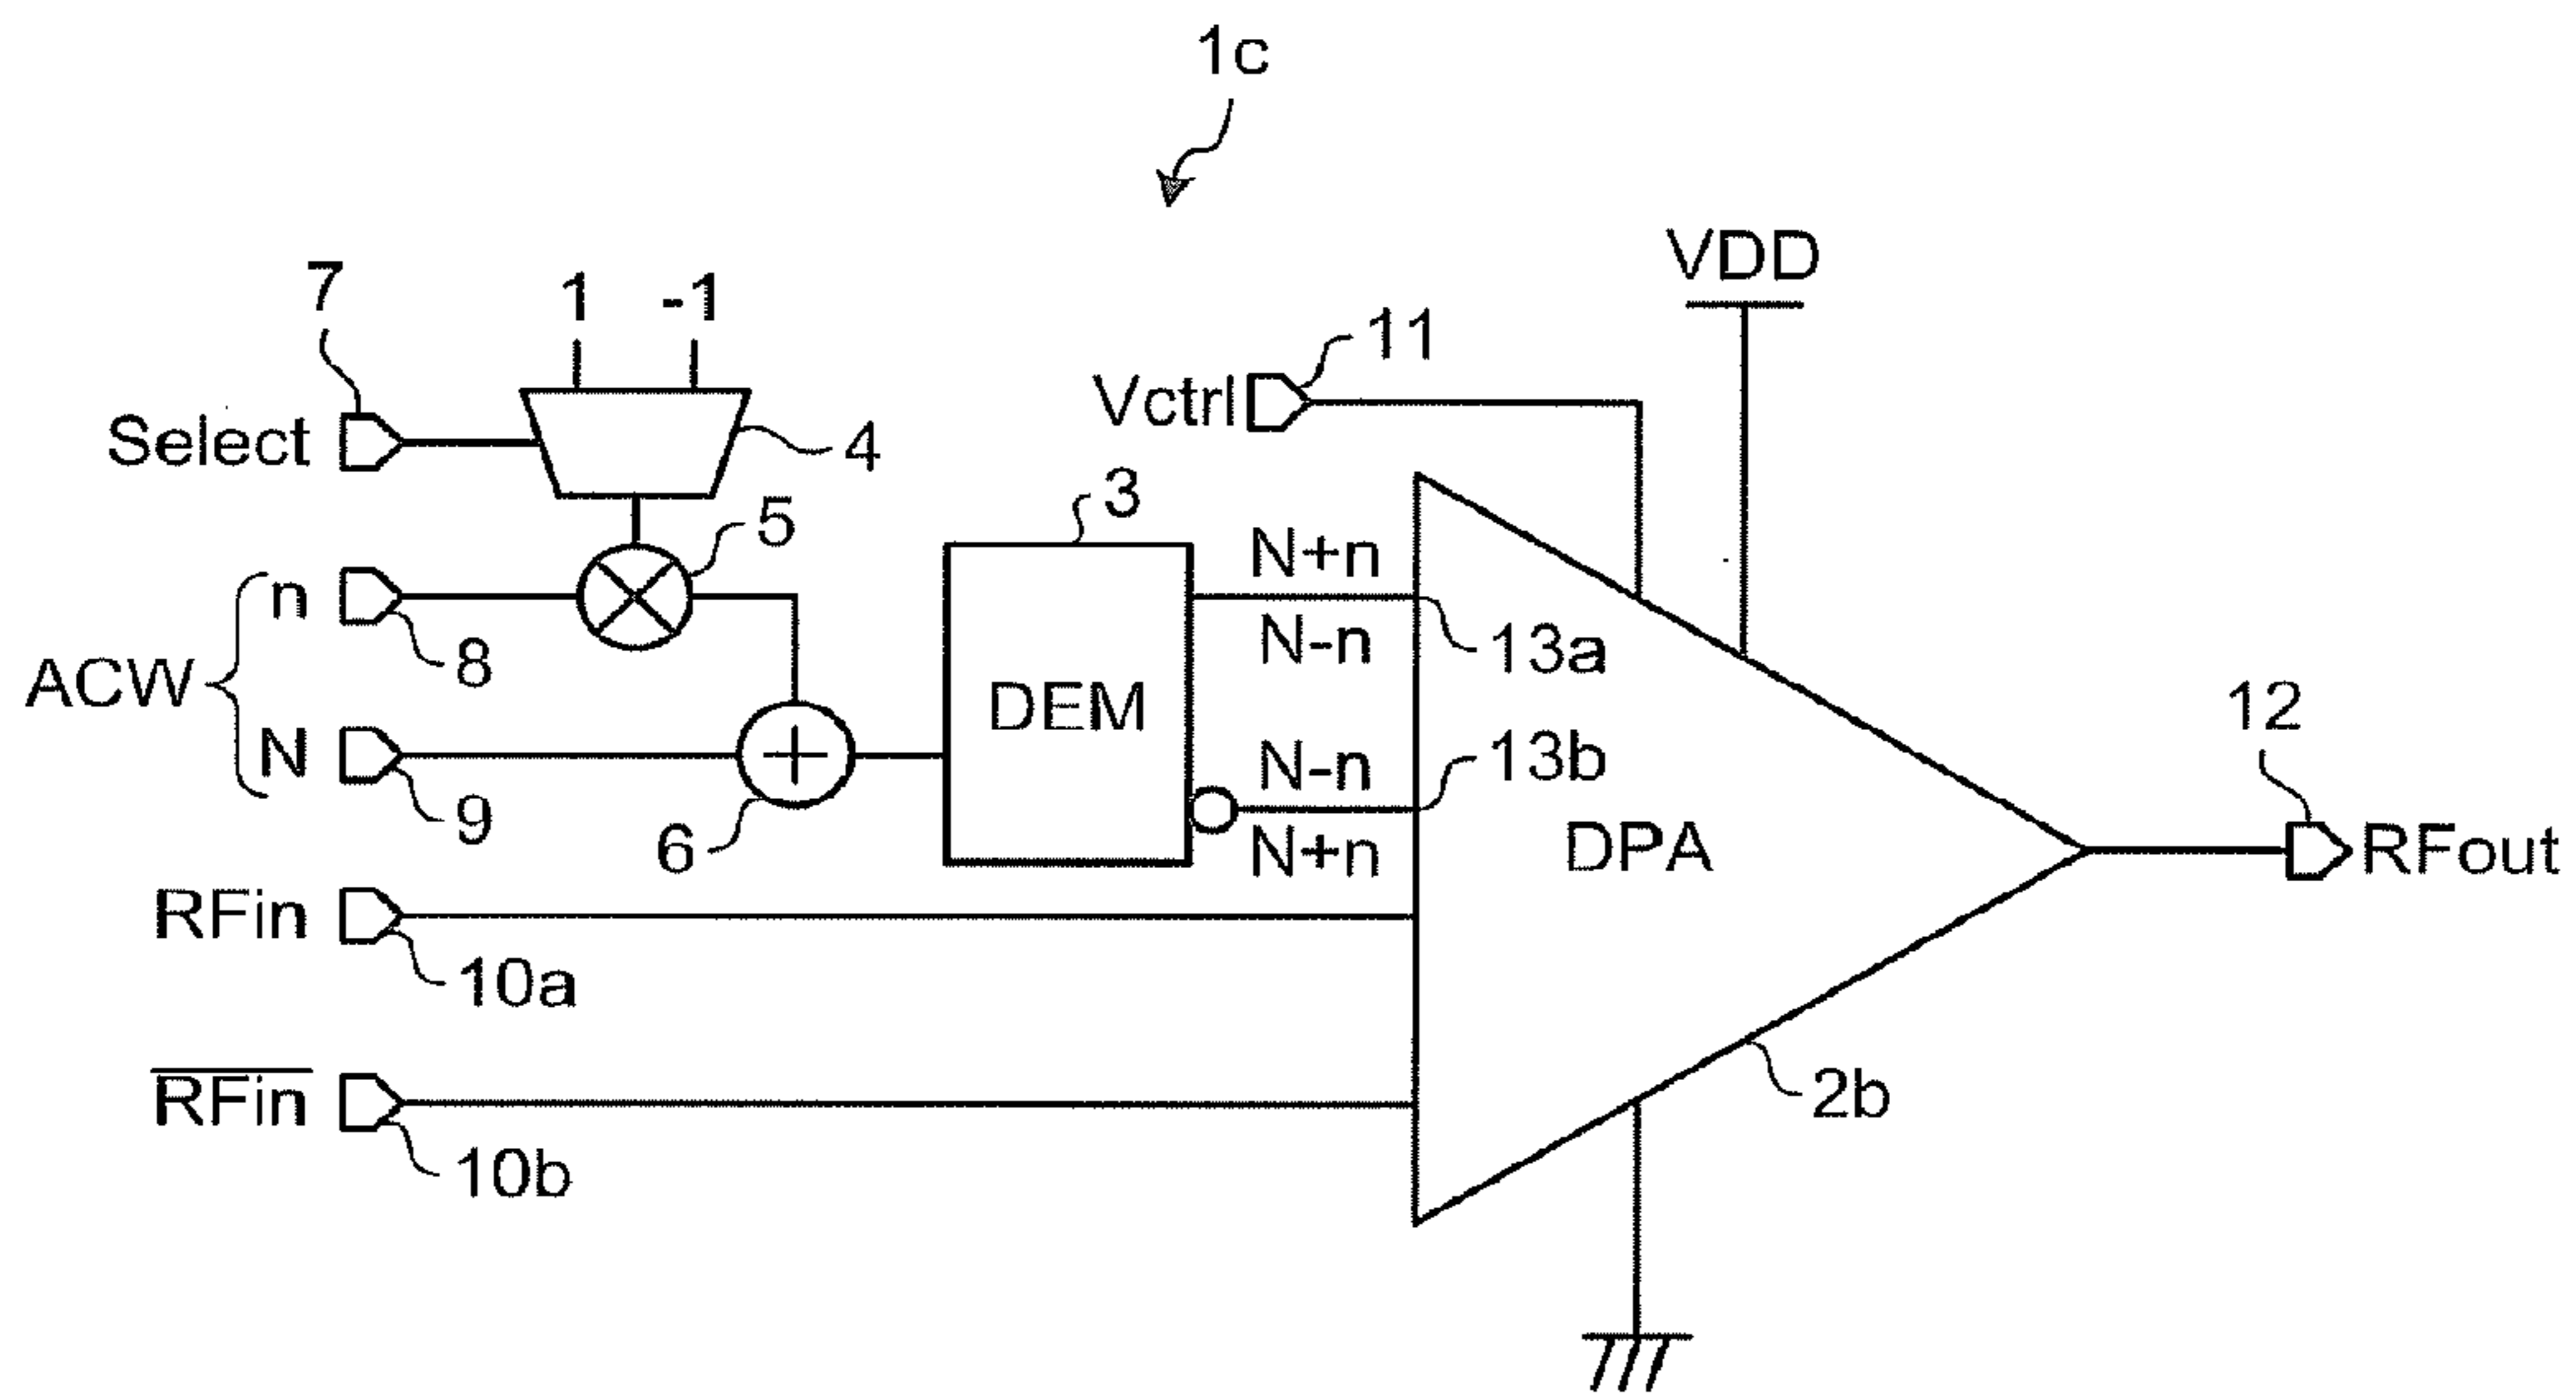 1c
VDD
7
1 -1
11
Vctrl
Select
4
3
5
N+n
n
N-n
13a
8
ACW
DEM
12
N
N-n
13b
9
6
N+n
DPA
RFout
RFin
10a
RFin
2b
10b